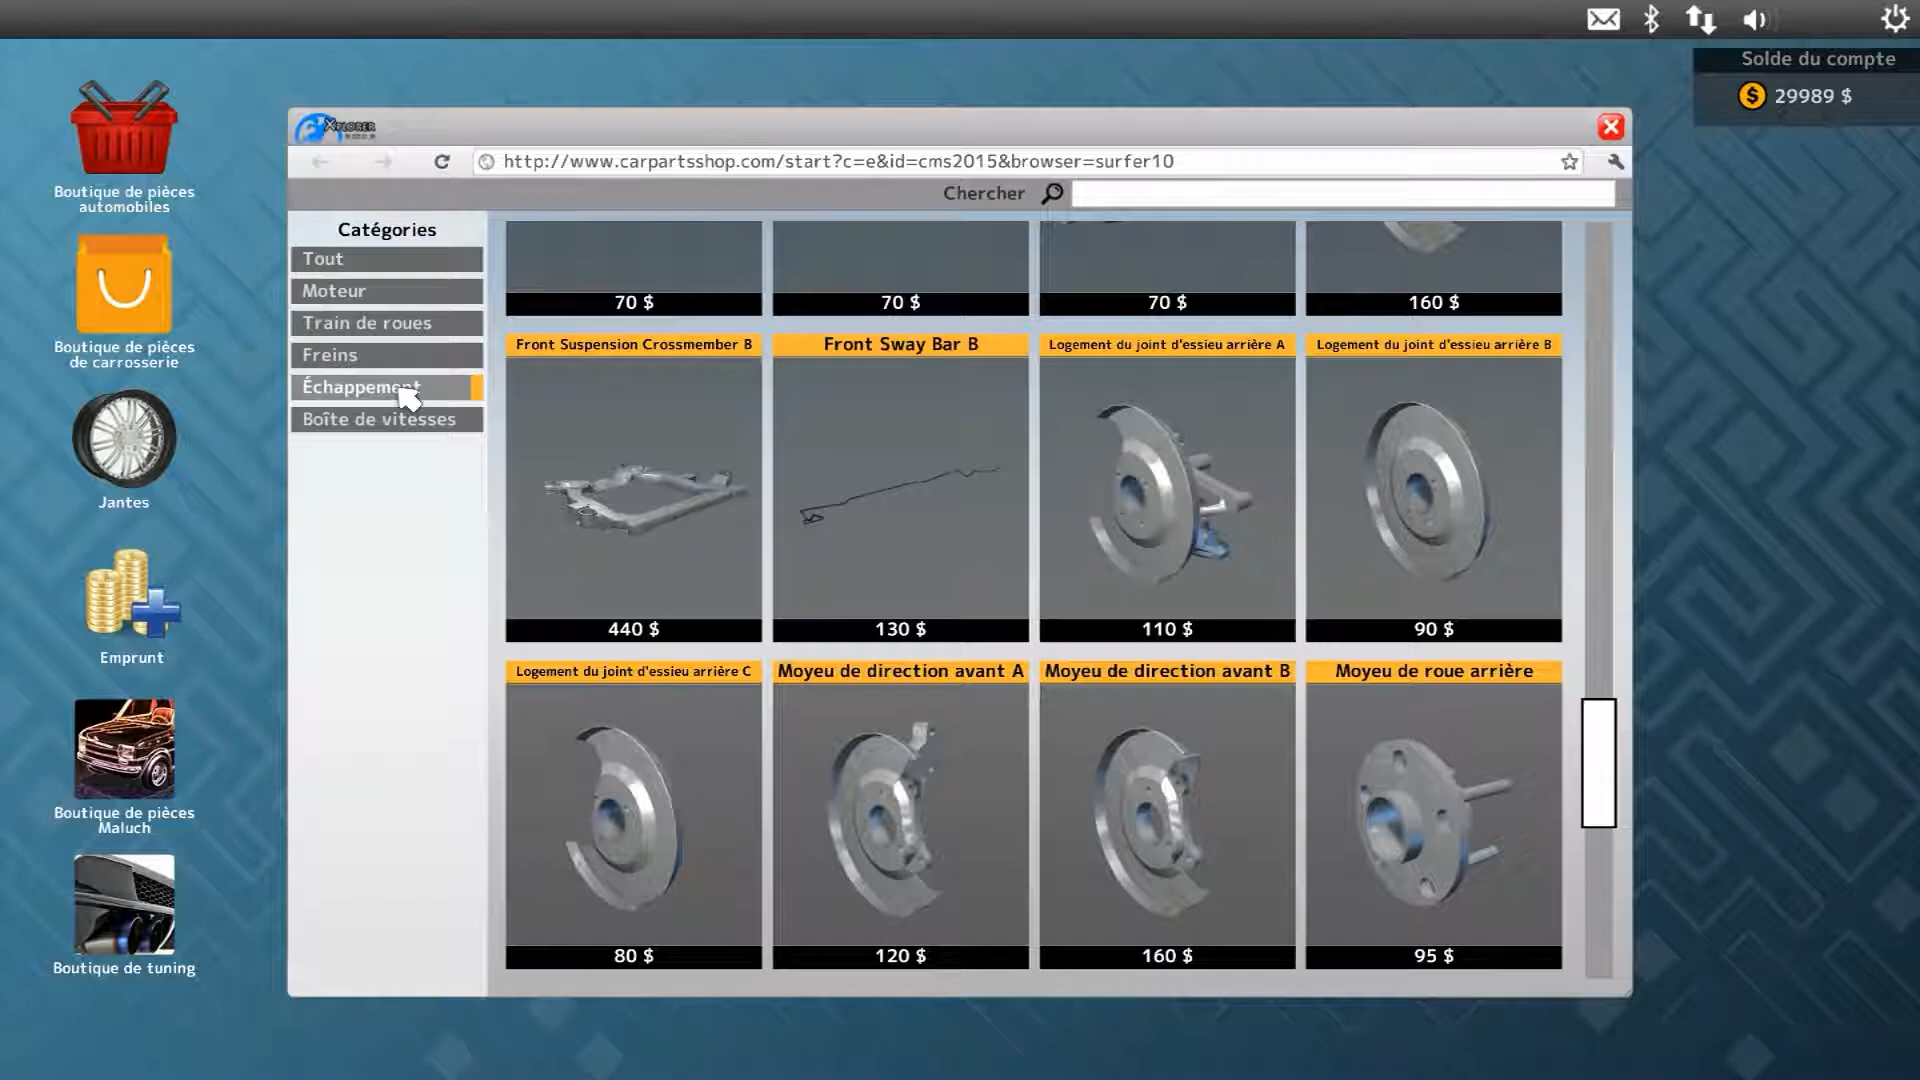 Solde du compte
29989 $
Boutique de pièces
automobiles
Boutique de pièces
de carrosserie
Jantes
Emprunt
Boutique de pièces
Maluch
Boutique de tuning
XPLORER
http://www.carpartsshop.com/start?c=e&id=cms2015&browser=surfer10
Chercher
Catégories
Tout
Moteur
Train de roues
Freins
Échappement
Boîte de vitesses
70 $
70 $
70 $
160 $
Front Suspension Crossmember B
Front Sway Bar B
Logement du joint d'essieu arrière A
Logement du joint d'essieu arrière B
440 $
130 $
110 $
90 $
Logement du joint d'essieu arrière C
Moyeu de direction avant A
Moyeu de direction avant B
Moyeu de roue arrière
80 $
120 $
160 $
95 $